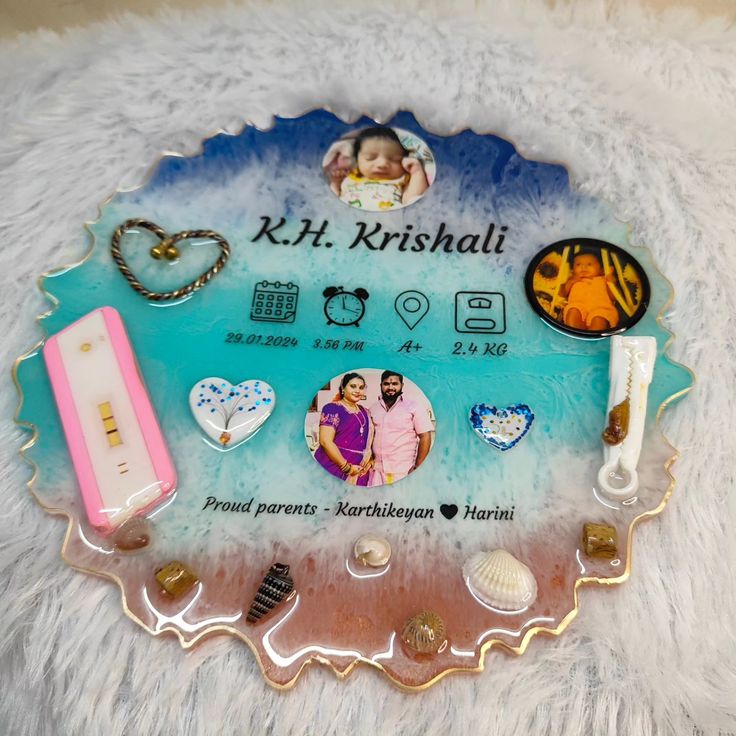 K.H. Krishali
29.01.2024 3.56 PM A+ 2.4 KG
Proud parents - Karthikeyan ♥ Harini